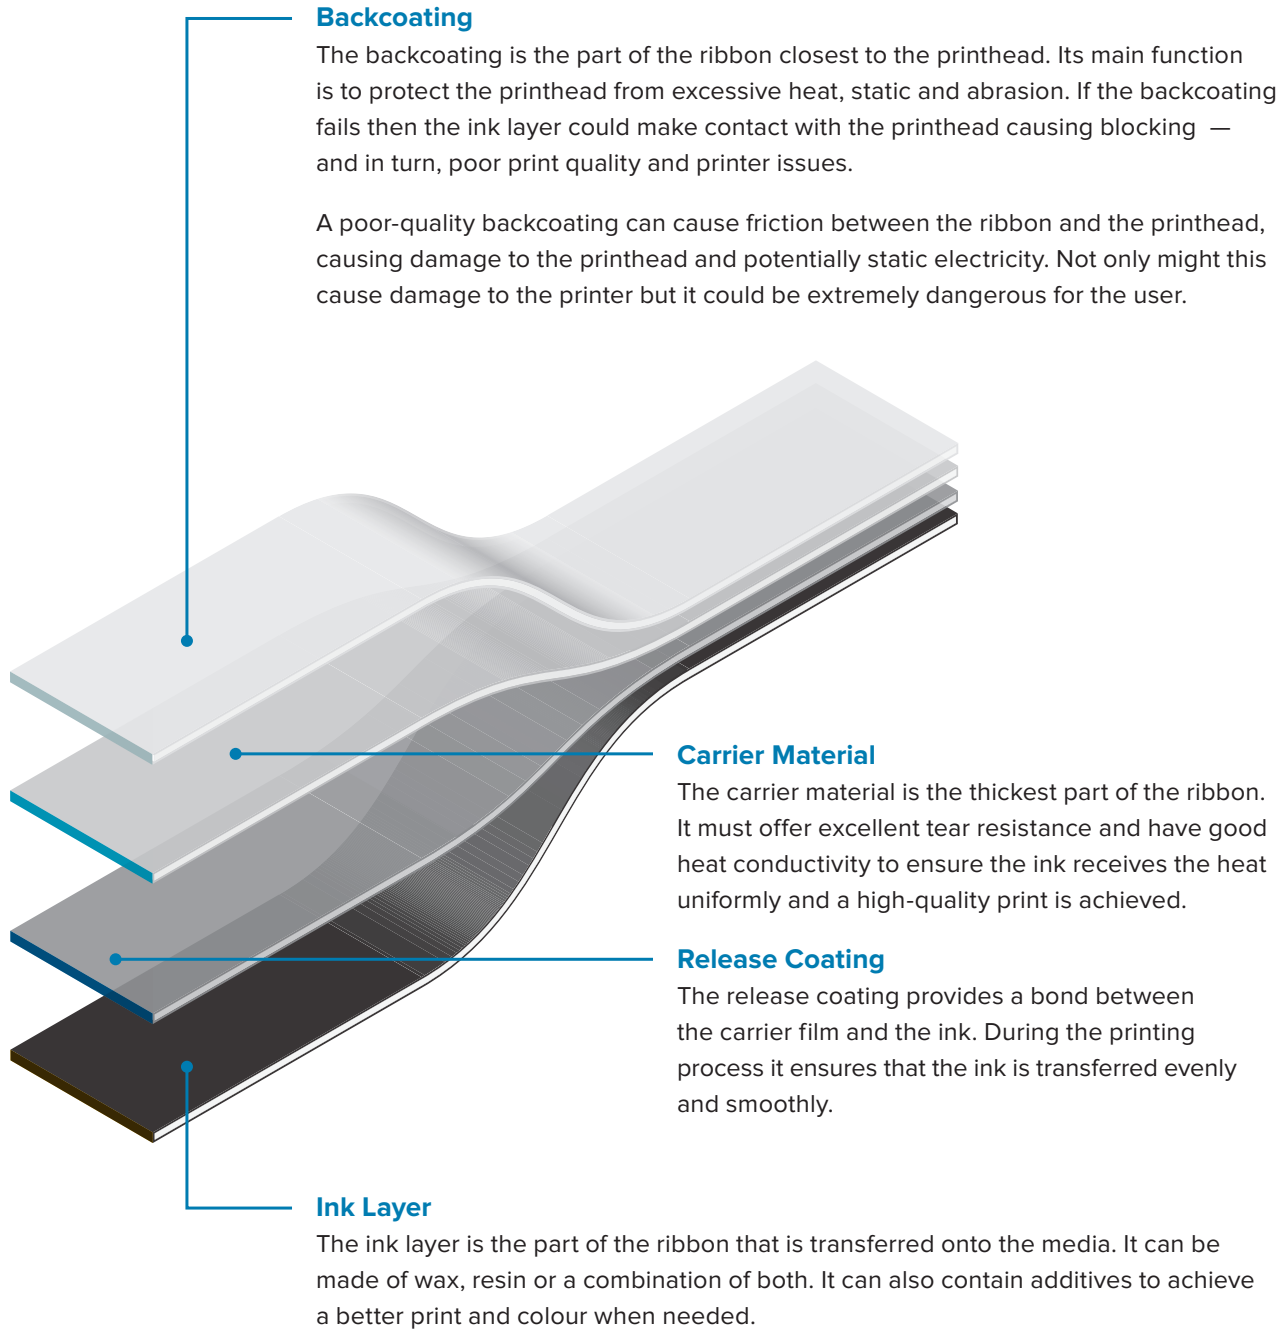 Backcoating
The backcoating is the part of the ribbon closest to the printhead. Its main function
is to protect the printhead from excessive heat, static and abrasion. If the backcoating
fails then the ink layer could make contact with the printhead causing blocking —
and in turn, poor print quality and printer issues.
A poor-quality backcoating can cause friction between the ribbon and the printhead,
causing damage to the printhead and potentially static electricity. Not only might this
cause damage to the printer but it could be extremely dangerous for the user.
Carrier Material
The carrier material is the thickest part of the ribbon.
It must offer excellent tear resistance and have good
heat conductivity to ensure the ink receives the heat
uniformly and a high-quality print is achieved.
Release Coating
The release coating provides a bond between
the carrier film and the ink. During the printing
process it ensures that the ink is transferred evenly
and smoothly.
Ink Layer
The ink layer is the part of the ribbon that is transferred onto the media. It can be
made of wax, resin or a combination of both. It can also contain additives to achieve
a better print and colour when needed.